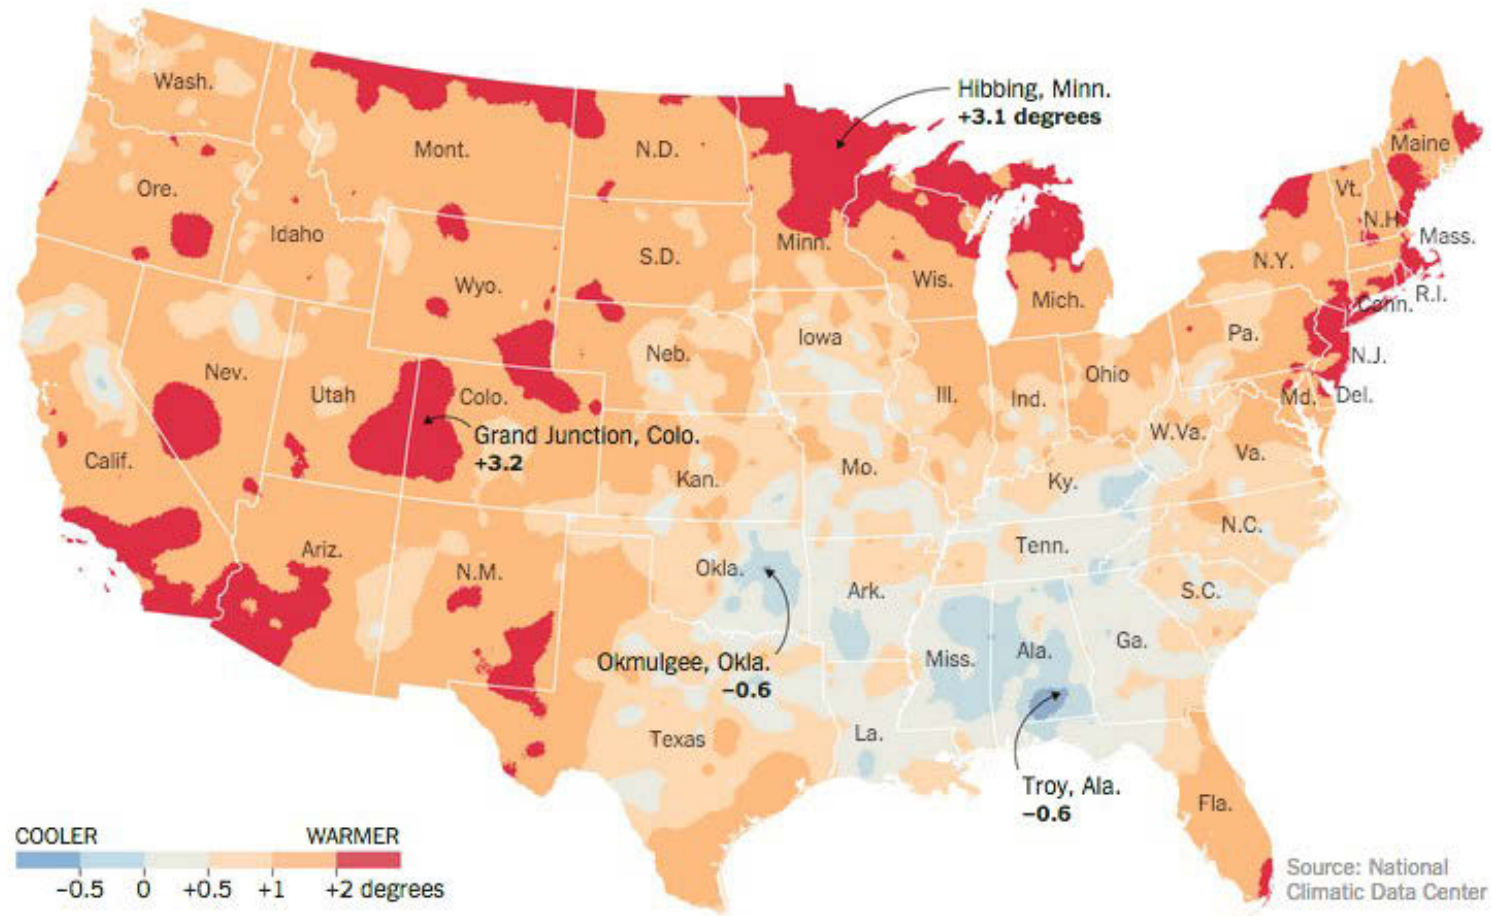 Wash.
Hibbing, Minn.
+3.1 degrees
Maine
Mont.
N.D.
Ore.
Vt.
N.H.
Idaho
Minn.
Mass.
S.D.
N.Y.
Wyo.
Wis.
Mich.
R.I.
Conn.
Iowa
Pa.
Neb.
N.J.
Nev.
Utah
Colo.
Ill.
Ind.
Ohio
Md.
Del.
Grand Junction, Colo.
+3.2
W.Va.
Va.
Calif.
Kan.
Mo.
Ky.
N.C.
Ariz.
Tenn.
N.M.
Okla.
Ark.
S.C.
Okmulgee, Okla.
−0.6
Miss.
Ala.
Ga.
Texas
La.
Troy, Ala.
−0.6
Fla.
COOLER WARMER
−0.5 0 +0.5 +1 +2 degrees
Source: National
Climatic Data Center